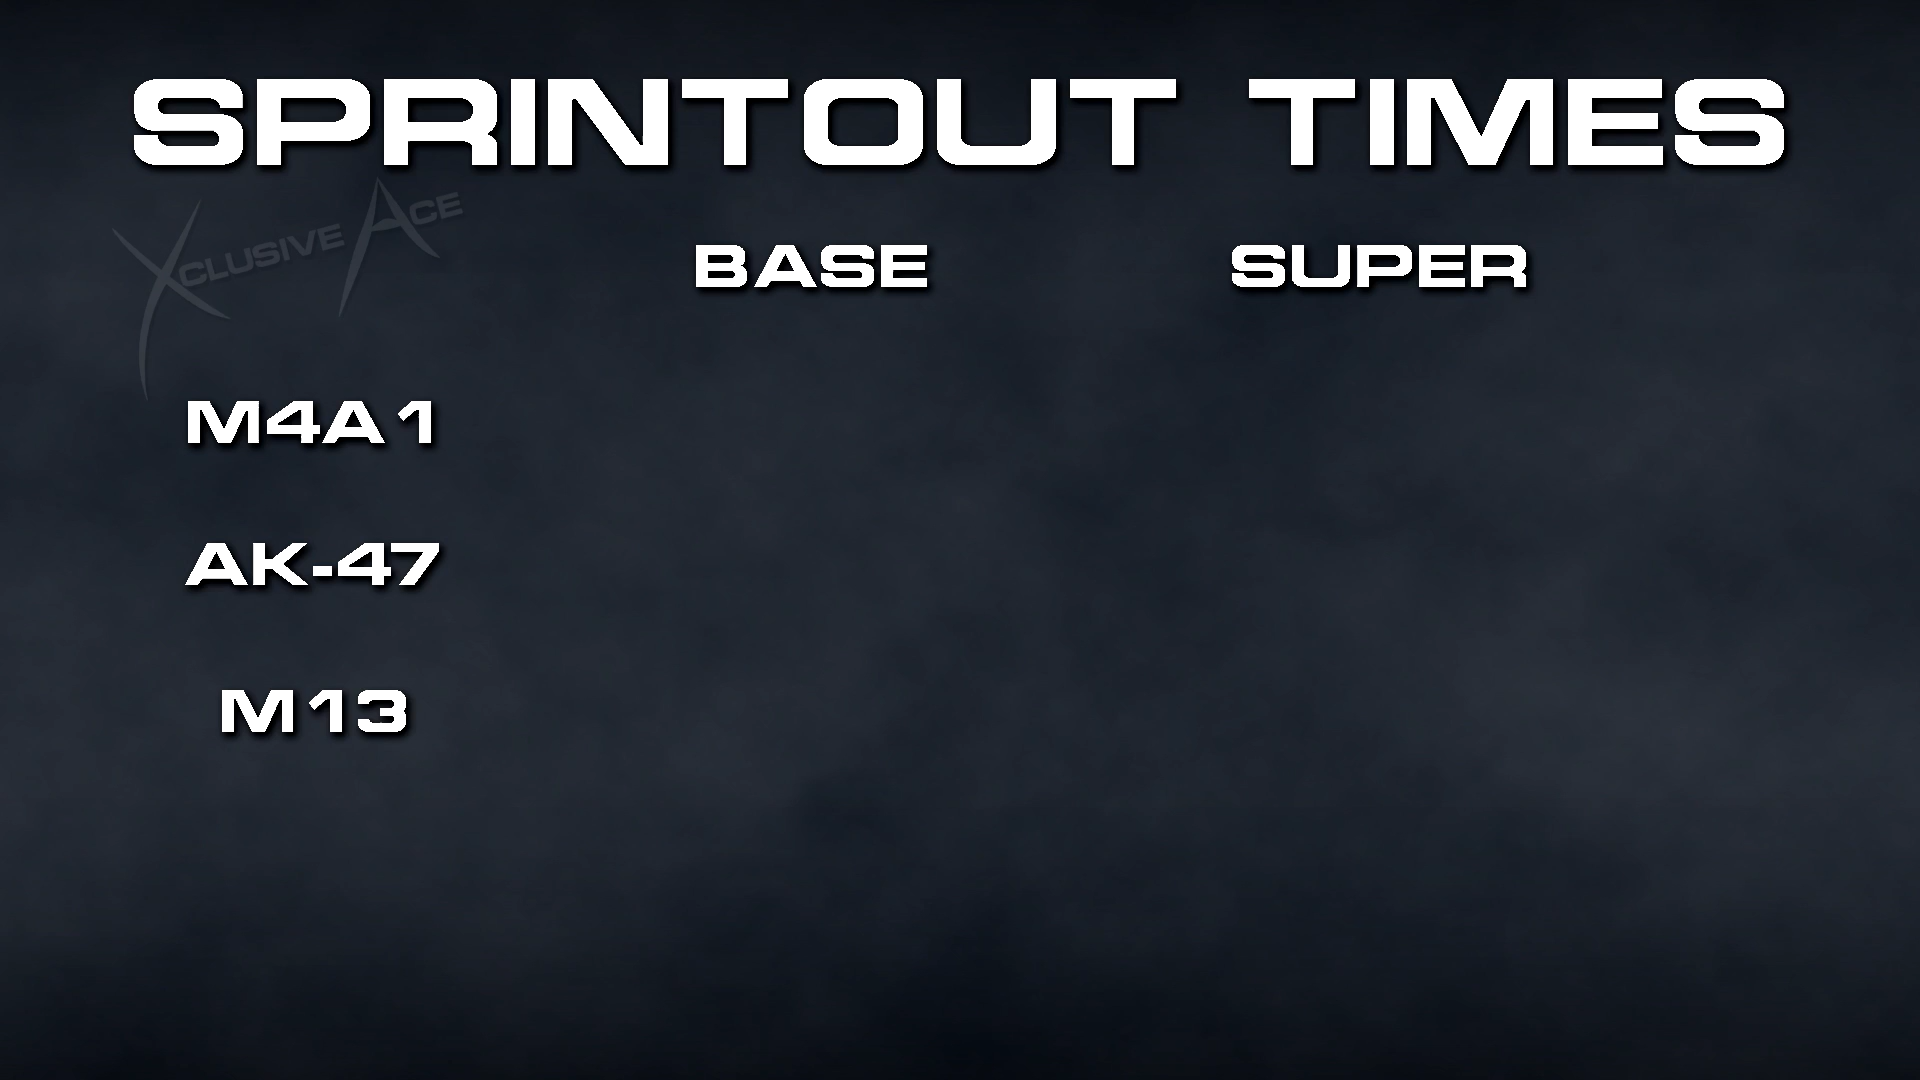 SPRINTOUT TIMES
XCLUSIVE ACE
BASE SUPER
M4A1
AK-47
M13